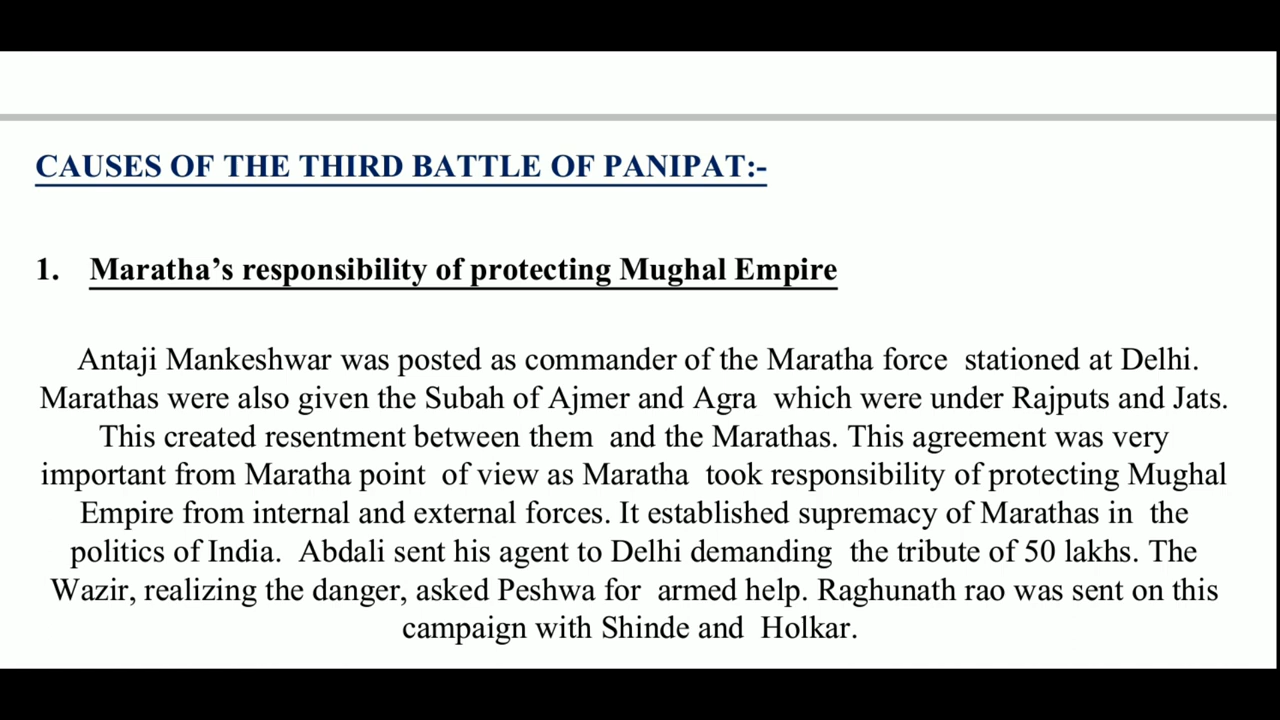 CAUSES OF THE THIRD BATTLE OF PANIPAT:-
1. Maratha's responsibility of protecting Mughal Empire
Antaji Mankeshwar was posted as commander of the Maratha force stationed at Delhi.
Marathas were also given the Subah of Ajmer and Agra which were under Rajputs and Jats.
This created resentment between them and the Marathas. This agreement was very
important from Maratha point of view as Maratha took responsibility of protecting Mughal
Empire from internal and external forces. It established supremacy of Marathas in the
politics of India. Abdali sent his agent to Delhi demanding the tribute of 50 lakhs. The
Wazir, realizing the danger, asked Peshwa for armed help. Raghunath rao was sent on this
campaign with Shinde and Holkar.